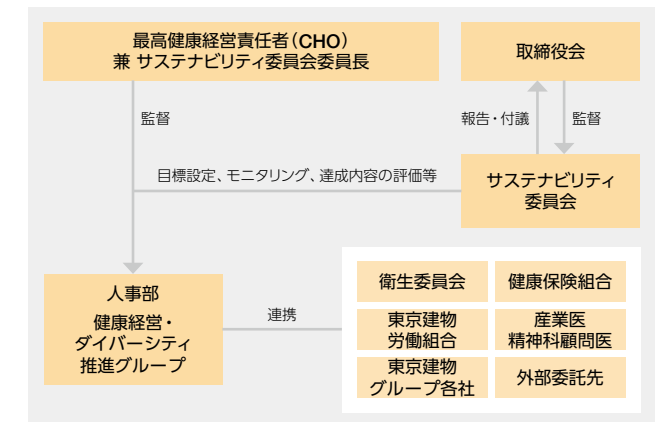 最高健康経営責任者（CHO）
兼 サステナビリティ委員会委員長
取締役会
監督
報告・付議
監督
目標設定、モニタリング、達成内容の評価等
サステナビリティ
委員会
人事部
健康経営・
ダイバーシティ
推進グループ
連携
衛生委員会
健康保険組合
東京建物
労働組合
産業医
精神科顧問医
東京建物
グループ各社
外部委託先